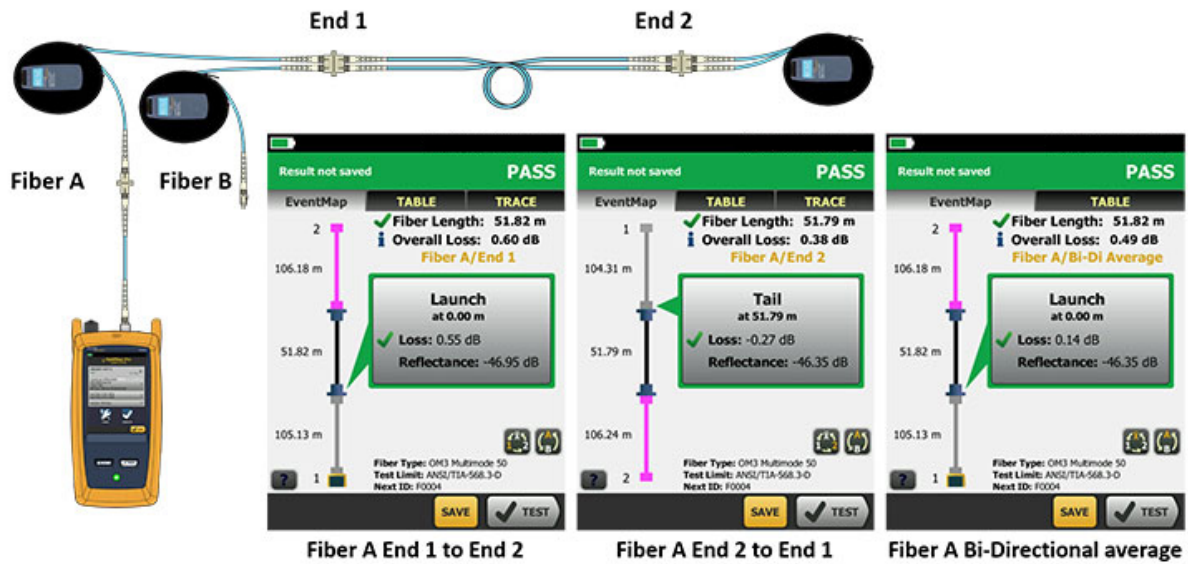 End 1
End 2
Fiber A
Fiber B
Result not saved PASS
EventMap TABLE TRACE
2
Fiber Length: 51.82 m
Overall Loss: 0.60 dB
Fiber A/End 1
106.18 m
Launch
at 0.00 m
Loss: 0.55 dB
Reflectance: -46.95 dB
51.82 m
105.13 m
Fiber Type: OM3 Multimode 50
Test Limit: ANSI/TIA-568.3-D
Next ID: F0004
? 1
SAVE TEST
Fiber A End 1 to End 2
Result not saved PASS
EventMap TABLE TRACE
1
Fiber Length: 51.79 m
Overall Loss: 0.38 dB
Fiber A/End 2
104.31 m
Tail
at 51.79 m
Loss: -0.27 dB
Reflectance: -46.35 dB
51.79 m
106.24 m
Fiber Type: OM3 Multimode 50
Test Limit: ANSI/TIA-568.3-D
Next ID: F0004
? 2
SAVE TEST
Fiber A End 2 to End 1
Result not saved PASS
EventMap TABLE
2
Fiber Length: 51.82 m
Overall Loss: 0.49 dB
Fiber A/Bi-Di Average
106.18 m
Launch
at 0.00 m
Loss: 0.14 dB
Reflectance: -46.35 dB
51.82 m
105.13 m
Fiber Type: OM3 Multimode 50
Test Limit: ANSI/TIA-568.3-D
Next ID: F0004
? 1
SAVE TEST
Fiber A Bi-Directional average